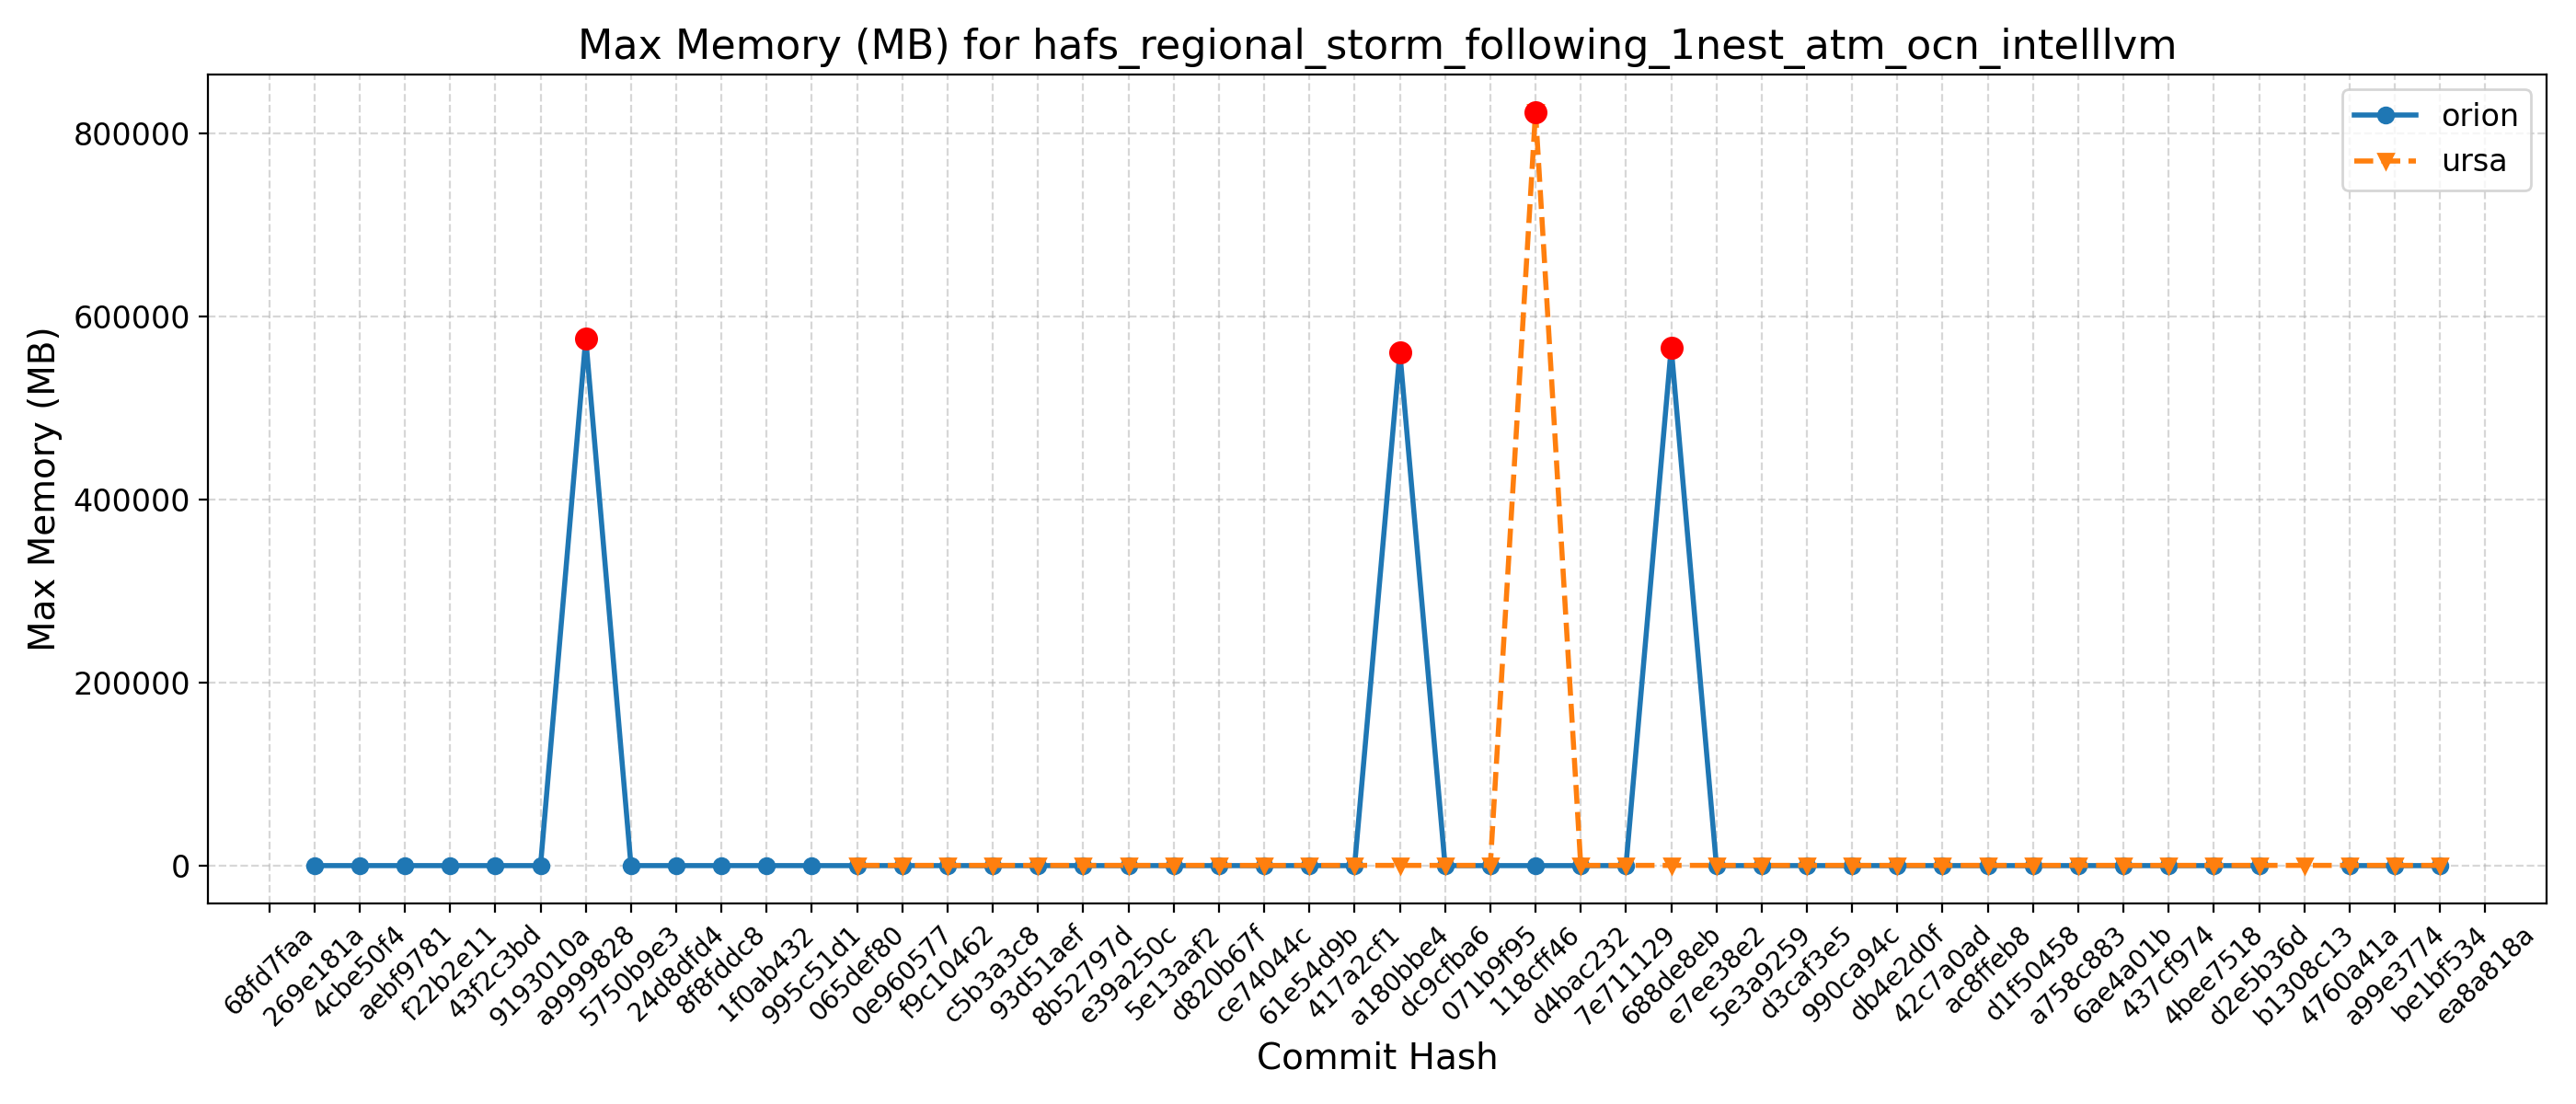 Max Memory (MB) for hafs_regional_storm_following_1nest_atm_ocn_intelllvm
orion
ursa
Max Memory (MB)
800000
600000
400000
200000
0
68fd7faa
269e181a
4cbe50f4
aebf9781
f22b2e11
43f2c3bd
9193010a
a9999828
5750b9e3
24d8dfd4
8f8fddc8
1f0ab432
995c51d1
065def80
0e960577
f9c10462
c5b3a3c8
93d51aef
8b52797d
e39a250c
5e13aaf2
d820b67f
ce74044c
61e54d9b
417a2cf1
a180bbe4
dc9cfba6
071b9f95
118cff46
d4bac232
7e711129
688de8eb
e7ee38e2
5e3a9259
d3caf3e5
990ca94c
db4e2d0f
42c7a0ad
ac8ffeb8
d1f50458
a758c883
6ae4a01b
437cf974
4bee7518
d2e5b36d
b1308c13
4760a41a
a99e3774
be1bf534
ea8a818a
Commit Hash